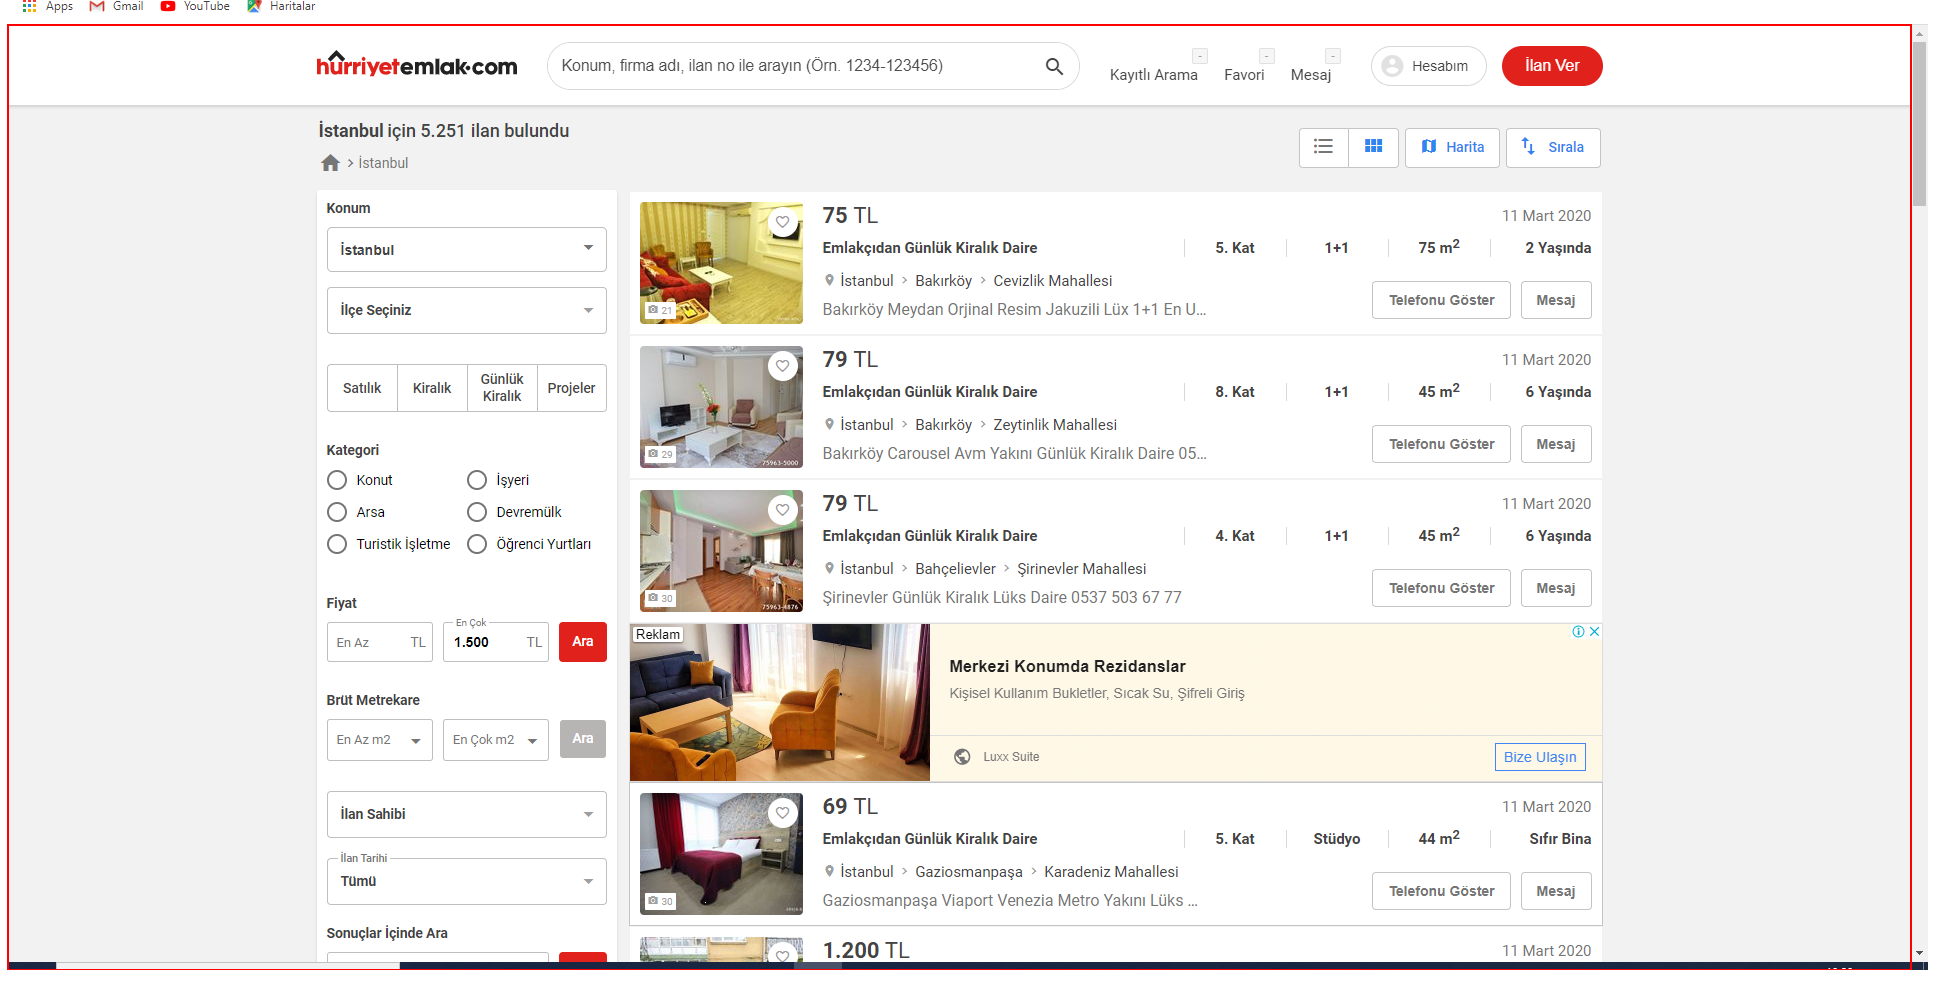 Apps Gmail YouTube Haritalar
hürriyetemlak.com
Konum, firma adı, ilan no ile arayın (Örn. 1234-123456)
Kayıtlı Arama - Favori - Mesaj -
Hesabım
İlan Ver
İstanbul için 5.251 ilan bulundu
> İstanbul
Harita
Sırala
Konum
İstanbul
İlçe Seçiniz
Satılık Kiralık Günlük Kiralık Projeler
Kategori
Konut İşyeri
Arsa Devremülk
Turistik İşletme Öğrenci Yurtları
Fiyat
En Az TL En Çok 1.500 TL Ara
Brüt Metrekare
En Az m2 En Çok m2 Ara
İlan Sahibi
İlan Tarihi
Tümü
Sonuçlar İçinde Ara
75 TL 11 Mart 2020
Emlakçıdan Günlük Kiralık Daire 5. Kat 1+1 75 m2 2 Yaşında
İstanbul > Bakırköy > Cevizlik Mahallesi
Bakırköy Meydan Orjinal Resim Jakuzili Lüx 1+1 En U...
Telefonu Göster Mesaj
21
79 TL 11 Mart 2020
Emlakçıdan Günlük Kiralık Daire 8. Kat 1+1 45 m2 6 Yaşında
İstanbul > Bakırköy > Zeytinlik Mahallesi
Bakırköy Carousel Avm Yakını Günlük Kiralık Daire 05...
Telefonu Göster Mesaj
29 75963-5000
79 TL 11 Mart 2020
Emlakçıdan Günlük Kiralık Daire 4. Kat 1+1 45 m2 6 Yaşında
İstanbul > Bahçelievler > Şirinevler Mahallesi
Şirinevler Günlük Kiralık Lüks Daire 0537 503 67 77
Telefonu Göster Mesaj
30 75963-4876
Reklam
Merkezi Konumda Rezidanslar
Kişisel Kullanım Bukletler, Sıcak Su, Şifreli Giriş
Luxx Suite
Bize Ulaşın
69 TL 11 Mart 2020
Emlakçıdan Günlük Kiralık Daire 5. Kat Stüdyo 44 m2 Sıfır Bina
İstanbul > Gaziosmanpaşa > Karadeniz Mahallesi
Gaziosmanpaşa Viaport Venezia Metro Yakını Lüks ...
Telefonu Göster Mesaj
30
1.200 TL 11 Mart 2020